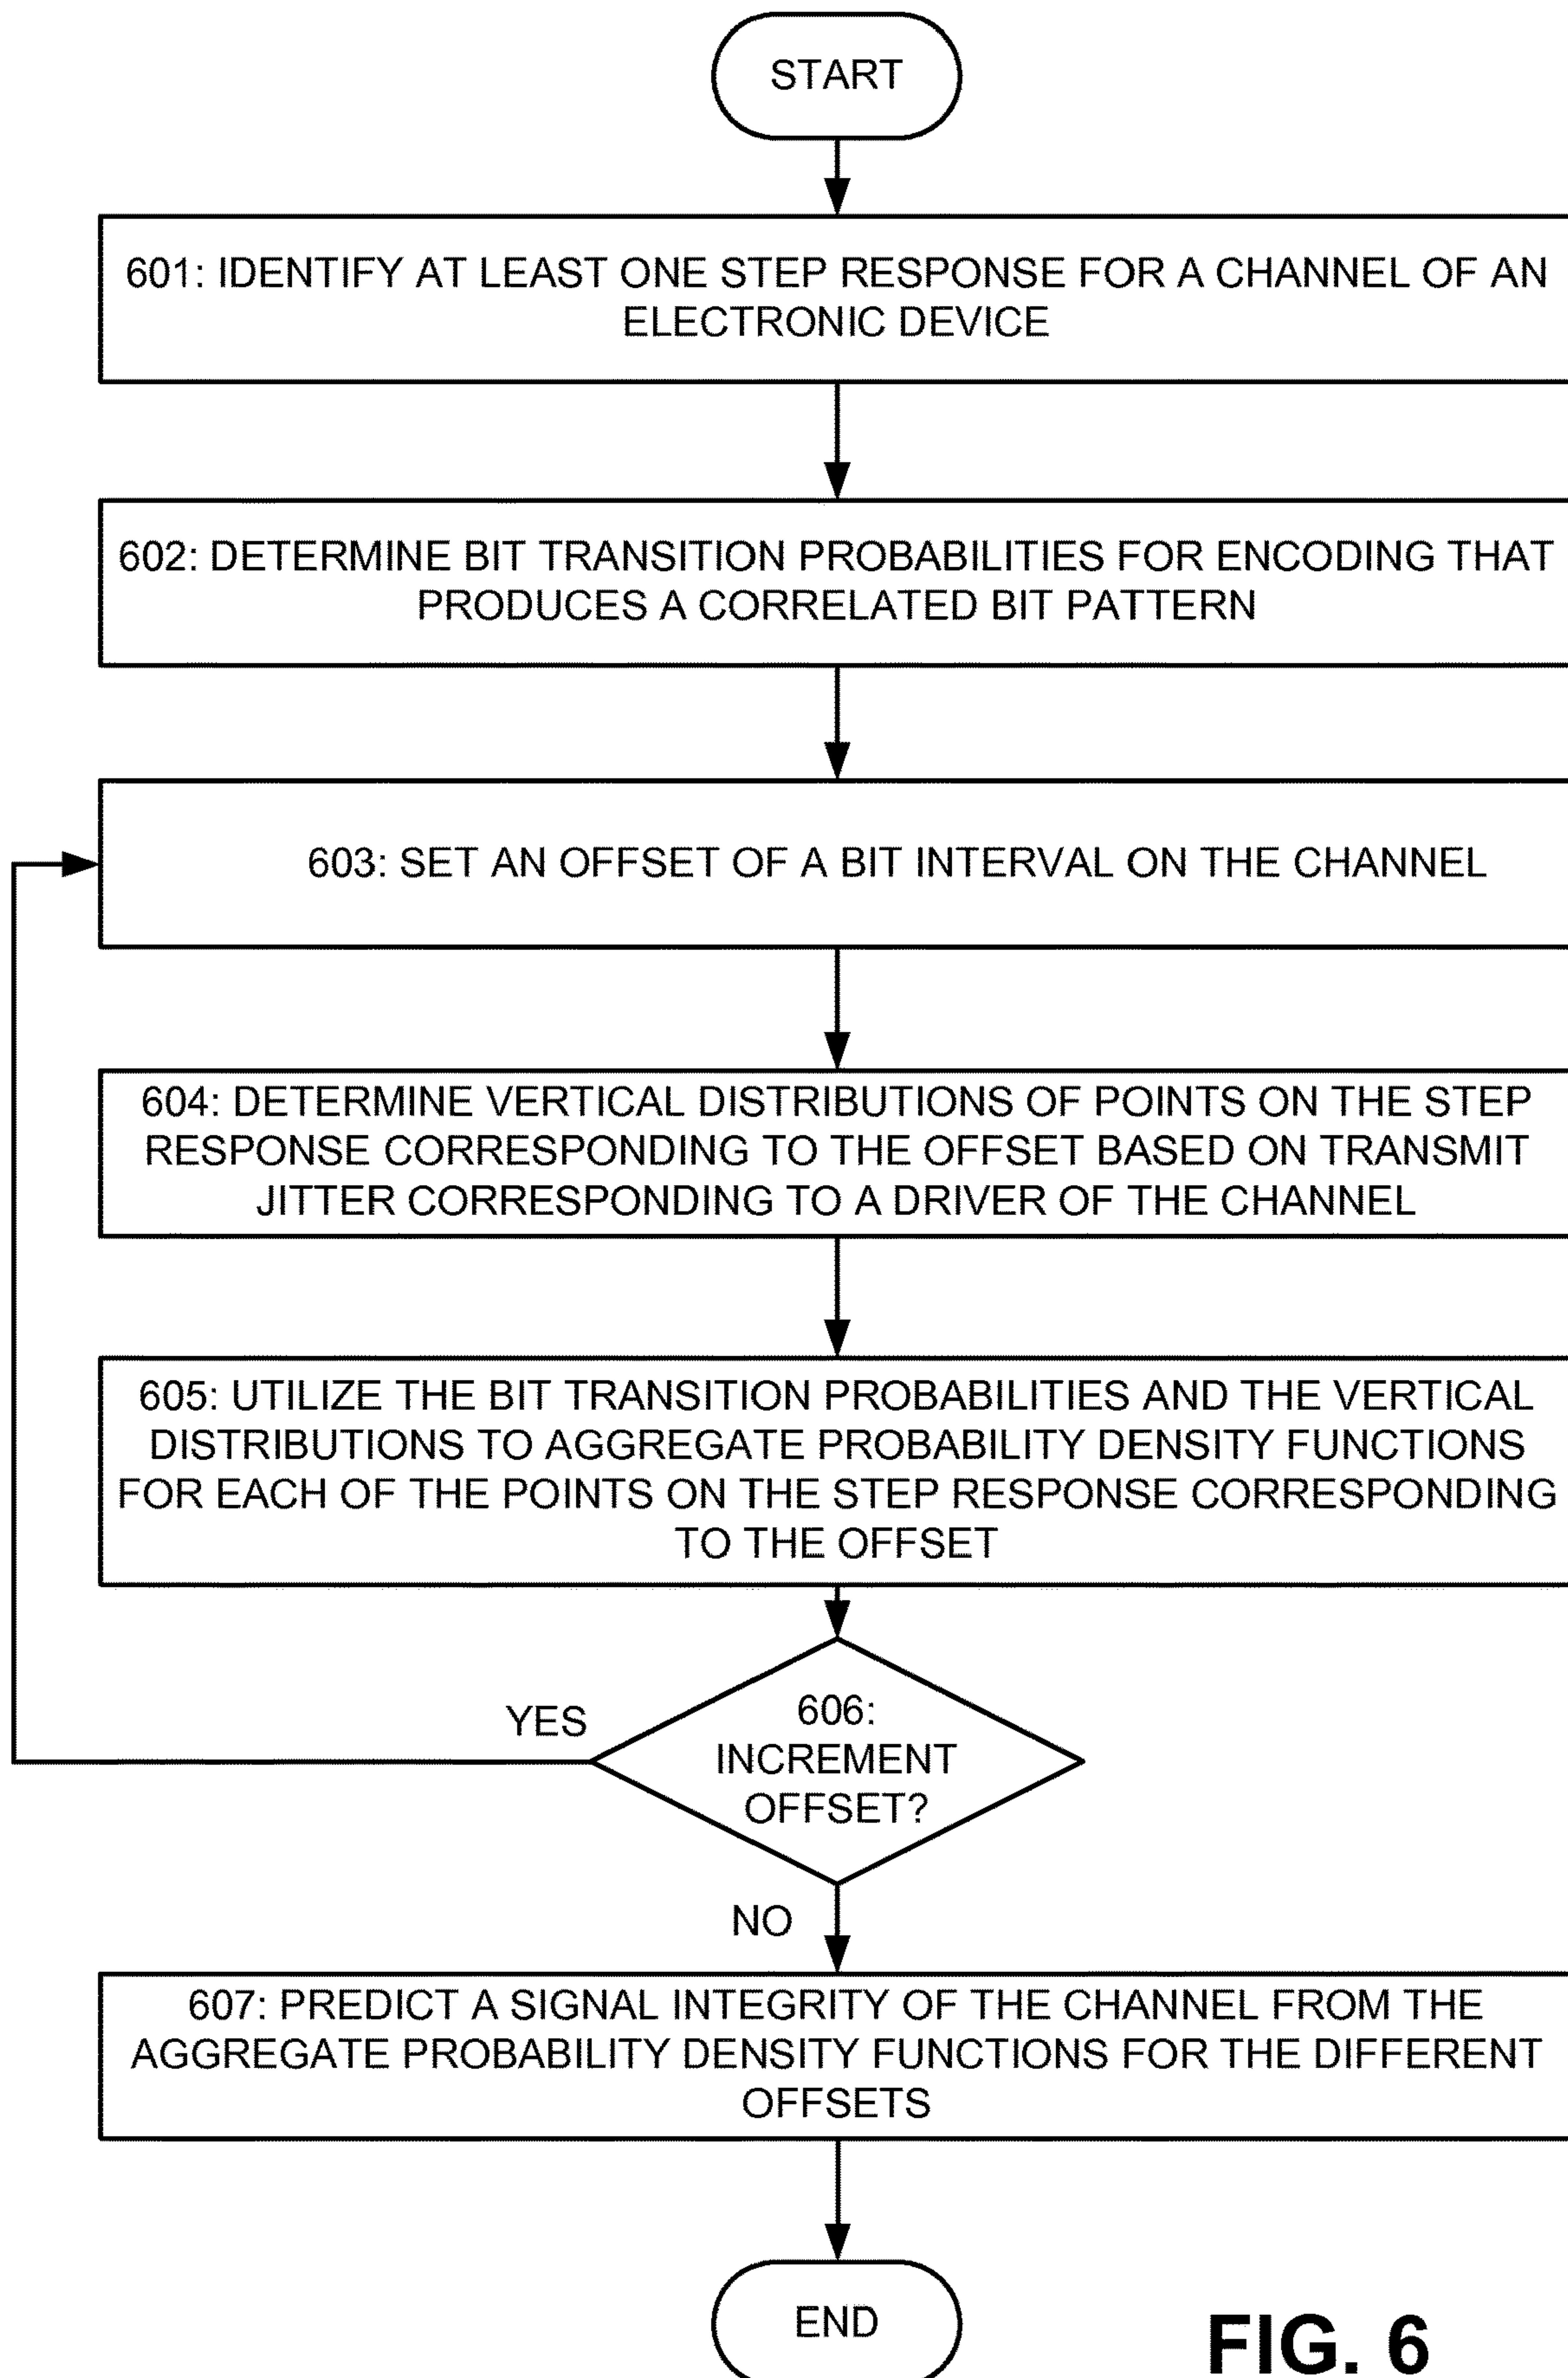 START
601: IDENTIFY AT LEAST ONE STEP RESPONSE FOR A CHANNEL OF AN
ELECTRONIC DEVICE
602: DETERMINE BIT TRANSITION PROBABILITIES FOR ENCODING THAT
PRODUCES A CORRELATED BIT PATTERN
603: SET AN OFFSET OF A BIT INTERVAL ON THE CHANNEL
604: DETERMINE VERTICAL DISTRIBUTIONS OF POINTS ON THE STEP
RESPONSE CORRESPONDING TO THE OFFSET BASED ON TRANSMIT
JITTER CORRESPONDING TO A DRIVER OF THE CHANNEL
605: UTILIZE THE BIT TRANSITION PROBABILITIES AND THE VERTICAL
DISTRIBUTIONS TO AGGREGATE PROBABILITY DENSITY FUNCTIONS
FOR EACH OF THE POINTS ON THE STEP RESPONSE CORRESPONDING
TO THE OFFSET
YES
606:
INCREMENT
OFFSET?
NO
607: PREDICT A SIGNAL INTEGRITY OF THE CHANNEL FROM THE
AGGREGATE PROBABILITY DENSITY FUNCTIONS FOR THE DIFFERENT
OFFSETS
END
FIG. 6